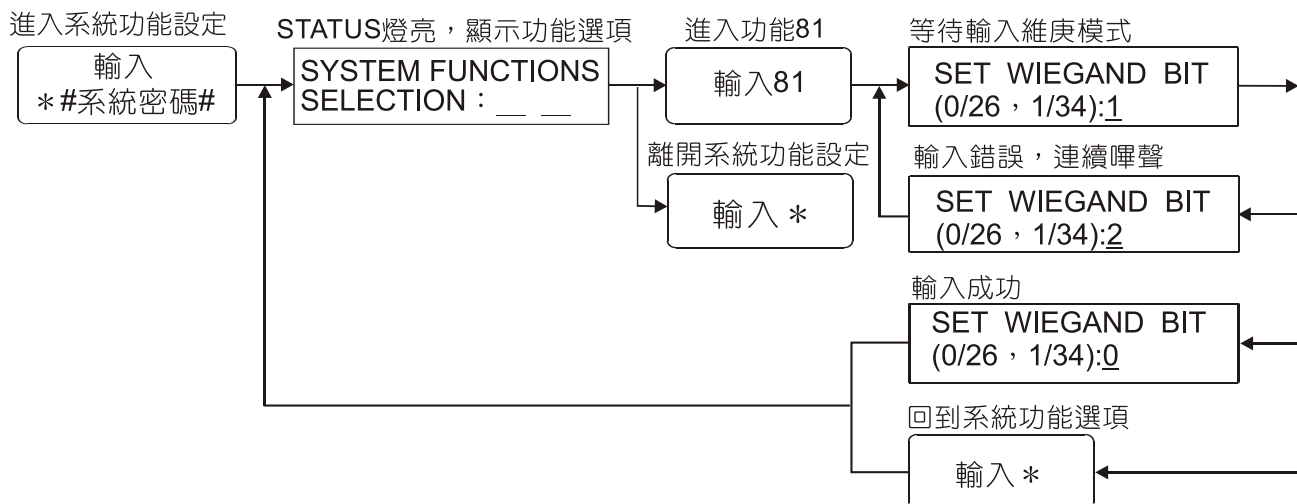 進入系統功能設定
輸入
＊#系統密碼#
STATUS燈亮，顯示功能選項
SYSTEM FUNCTIONS
SELECTION：__ __
進入功能81
輸入81
離開系統功能設定
輸入＊
等待輸入維庚模式
SET WIEGAND BIT
(0/26，1/34):1
輸入錯誤，連續嗶聲
SET WIEGAND BIT
(0/26，1/34):2
輸入成功
SET WIEGAND BIT
(0/26，1/34):0
回到系統功能選項
輸入＊